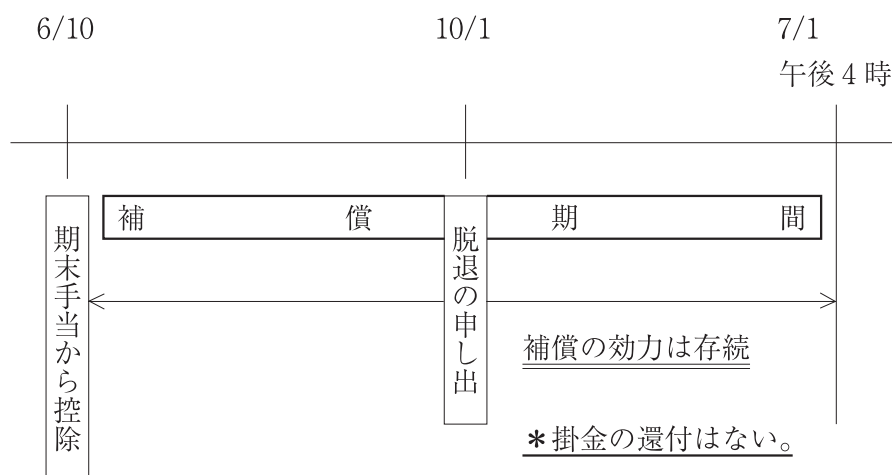 6/10
10/1
7/1
午後4時
補償期間
期末手当から控除
脱退の申し出
補償の効力は存続
＊掛金の還付はない。